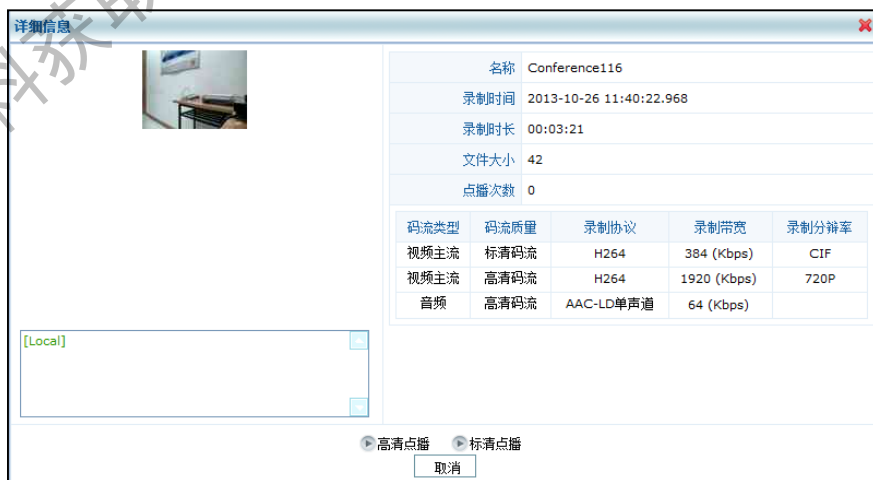 详细信息
名称 Conference116
录制时间 2013-10-26 11:40:22.968
录制时长 00:03:21
文件大小 42
点播次数 0
码流类型 码流质量 录制协议 录制带宽 录制分辩率
视频主流 标清码流 H264 384 (Kbps) CIF
视频主流 高清码流 H264 1920 (Kbps) 720P
音频 高清码流 AAC-LD单声道 64 (Kbps)
[Local]
高清点播 标清点播
取消